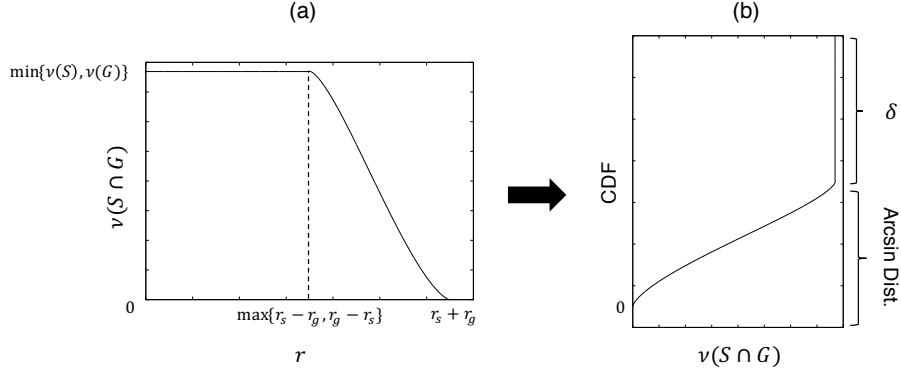 (a)
min{ν(S),ν(G)}
ν(S ∩ G)
0
max{r_s − r_g, r_g − r_s}
r_s + r_g
r
(b)
CDF
0
ν(S ∩ G)
δ
Arcsin Dist.